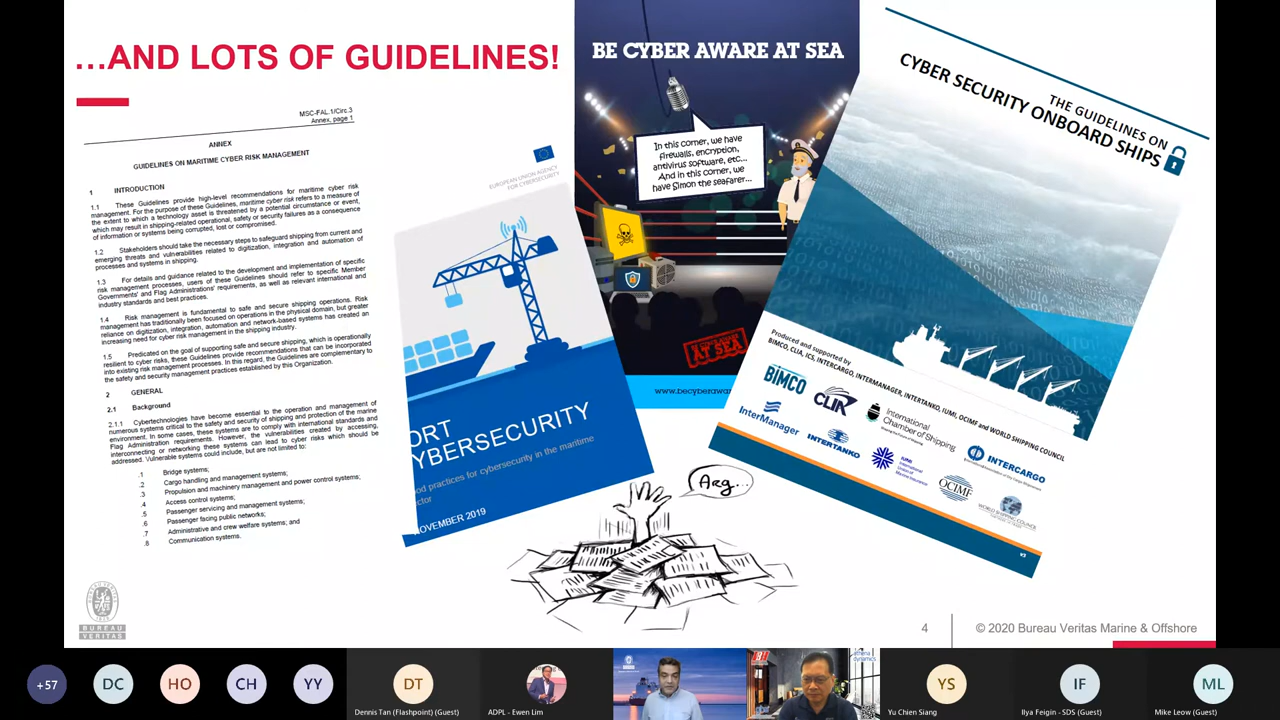 ...AND LOTS OF GUIDELINES!
MSC-FAL.1/Circ.3
Annex, page 1
ANNEX
GUIDELINES ON MARITIME CYBER RISK MANAGEMENT
1 INTRODUCTION
1.1 These Guidelines provide high-level recommendations for maritime cyber risk
management. For the purpose of these Guidelines, maritime cyber risk refers to a measure of
the extent to which a technology asset is threatened by a potential circumstance or event,
which may result in shipping-related operational, safety or security failures as a consequence
of information or systems being corrupted, lost or compromised.
1.2 Stakeholders should take the necessary steps to safeguard shipping from current and
emerging threats and vulnerabilities related to digitization, integration and automation of
processes and systems in shipping.
1.3 For details and guidance related to the development and implementation of specific
risk management processes, users of these Guidelines should refer to specific Member
Governments' and Flag Administrations' requirements, as well as relevant international and
industry standards and best practices.
1.4 Risk management is fundamental to safe and secure shipping operations. Risk
management has traditionally been focused on operations in the physical domain, but greater
reliance on digitization, integration, automation and network-based systems has created an
increasing need for cyber risk management in the shipping industry.
1.5 Predicated on the goal of supporting safe and secure shipping, which is operationally
resilient to cyber risks, these Guidelines provide recommendations that can be incorporated
into existing risk management processes. In this regard, the Guidelines are complementary to
the safety and security management practices established by this Organization.
2 GENERAL
2.1 Background
2.1.1 Cybertechnologies have become essential to the operation and management of
numerous systems critical to the safety and security of shipping and protection of the marine
environment. In some cases, these systems are to comply with international standards and
Flag Administration requirements. However, the vulnerabilities created by accessing,
interconnecting or networking these systems can lead to cyber risks which should be
addressed. Vulnerable systems could include, but are not limited to:
.1 Bridge systems;
.2 Cargo handling and management systems;
.3 Propulsion and machinery management and power control systems;
.4 Access control systems;
.5 Passenger servicing and management systems;
.6 Passenger facing public networks;
.7 Administrative and crew welfare systems; and
.8 Communication systems.
EUROPEAN UNION AGENCY
FOR CYBERSECURITY
ORT
YBERSECURITY
od practices for cybersecurity in the maritime
ctor
NOVEMBER 2019
BE CYBER AWARE AT SEA
In this corner, we have
firewalls, encryption,
antivirus software, etc...
And in this corner, we
have Simon the seafarer...
AT SEA
www.becyberawa
THE GUIDELINES ON
CYBER SECURITY ONBOARD SHIPS
Produced and supported by
BIMCO, CLIA, ICS, INTERCARGO, INTERMANAGER, INTERTANKO, IUMI, OCIMF and WORLD SHIPPING COUNCIL
BIMCO
CLIA
International
Chamber of Shipping
INTERCARGO
InterManager
INTERTANKO
IUMI
International
Union of
Marine Insurance
OCIMF
WORLD SHIPPING
COUNCIL
V3
Arg...
BUREAU
VERITAS
4
© 2020 Bureau Veritas Marine & Offshore
+57
DC
HO
CH
YY
DT
Dennis Tan (Flashpoint) (Guest)
ADPL - Ewen Lim
athena
dynamics
YS
Yu Chien Siang
IF
Ilya Feigin - SDS (Guest)
ML
Mike Leow (Guest)